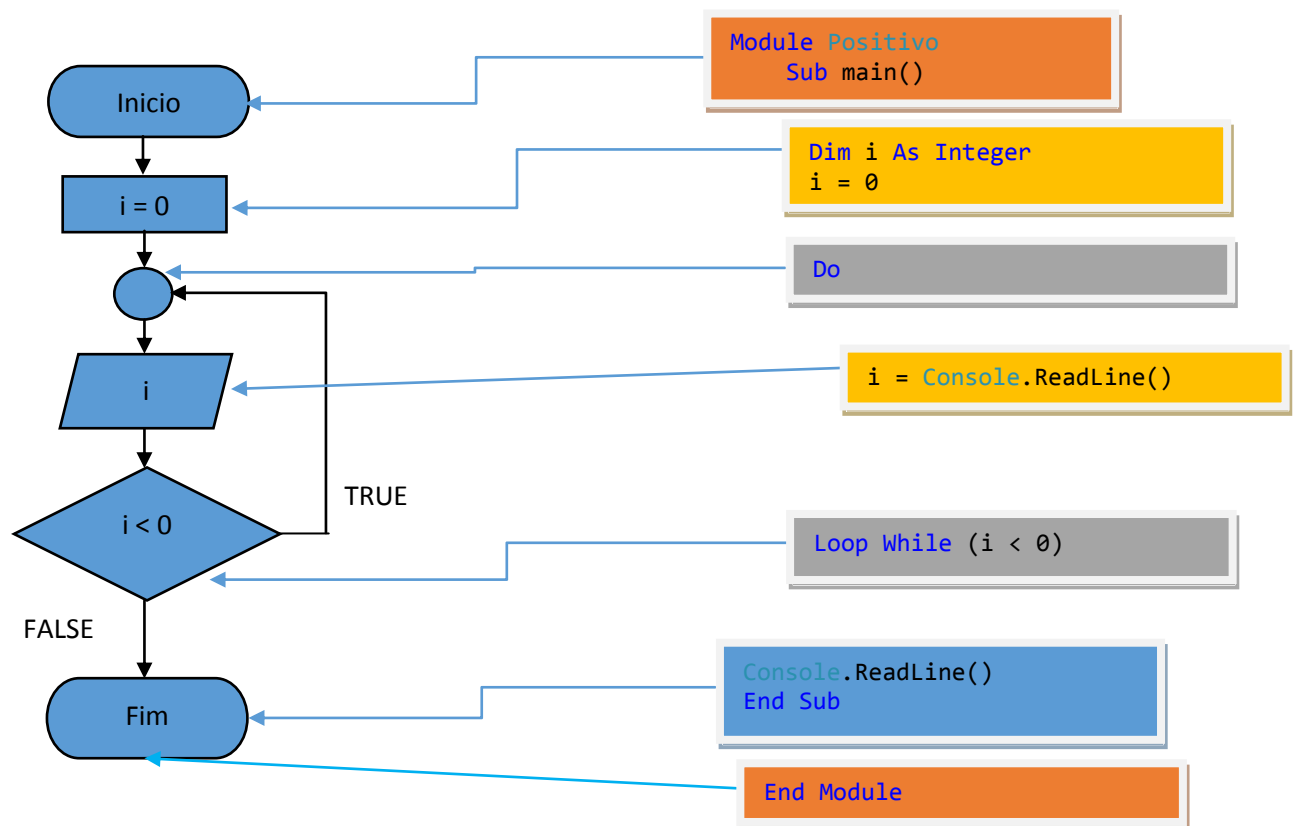 Module Positivo
Sub main()
Inicio
Dim i As Integer
i = 0
i = 0
Do
i
i = Console.ReadLine()
TRUE
i < 0
Loop While (i < 0)
FALSE
Console.ReadLine()
End Sub
Fim
End Module